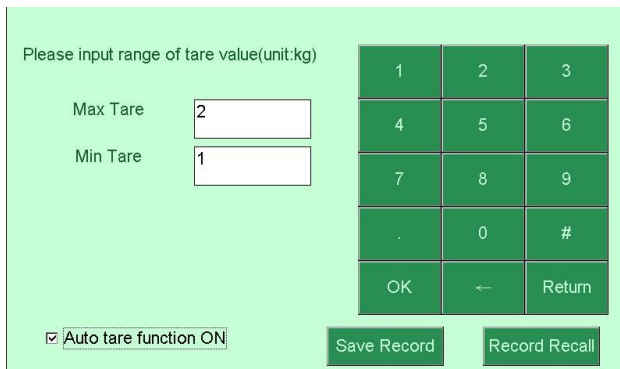 Please input range of tare value(unit:kg)
Max Tare 2
Min Tare 1
1 2 3
4 5 6
7 8 9
. 0 #
OK ← Return
Auto tare function ON
Save Record Record Recall